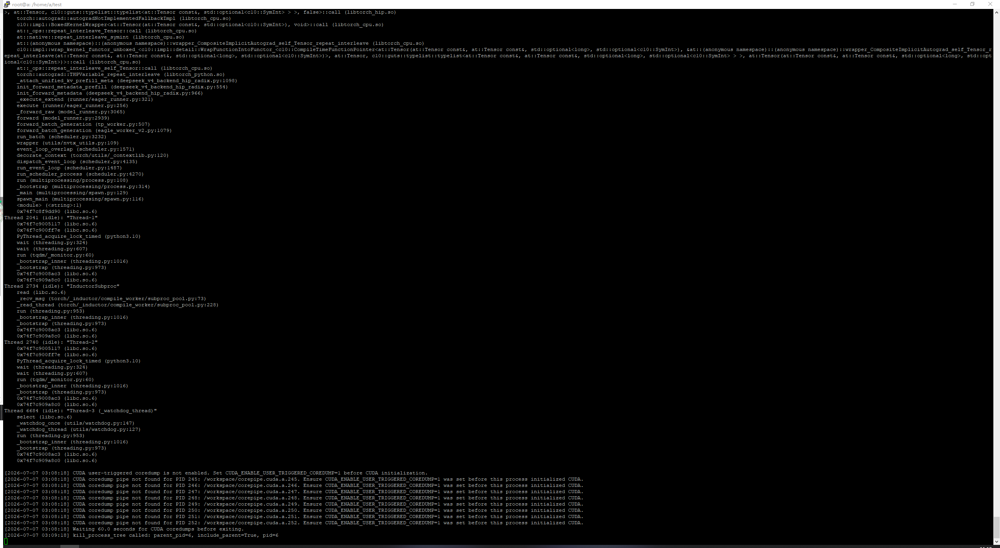 root@a: /home/a/test
>, at::Tensor, c10::guts::typelist::typelist<at::Tensor const&, std::optional<c10::SymInt> > >, false>::call (libtorch_hip.so)
    torch::autograd::autogradNotImplementedFallbackImpl (libtorch_cpu.so)
    c10::impl::BoxedKernelWrapper<at::Tensor(at::Tensor const&, std::optional<c10::SymInt>), void>::call (libtorch_cpu.so)
    at::_ops::repeat_interleave_Tensor::call (libtorch_cpu.so)
    at::native::repeat_interleave_symint (libtorch_cpu.so)
    at::(anonymous namespace)::(anonymous namespace)::wrapper_CompositeImplicitAutograd_self_Tensor_repeat_interleave (libtorch_cpu.so)
    c10::impl::wrap_kernel_functor_unboxed_<c10::impl::detail::WrapFunctionIntoFunctor_<c10::CompileTimeFunctionPointer<at::Tensor(at::Tensor const&, at::Tensor const&, std::optional<long>, std::optional<c10::SymInt>), &at::(anonymous namespace)::(anonymous namespace)::wrapper_CompositeImplicitAutograd_self_Tensor_r
epeat_interleave(at::Tensor const&, at::Tensor const&, std::optional<long>, std::optional<c10::SymInt>)>, at::Tensor, c10::guts::typelist::typelist<at::Tensor const&, at::Tensor const&, std::optional<long>, std::optional<c10::SymInt> > >, at::Tensor(at::Tensor const&, at::Tensor const&, std::optional<long>, std::opt
ional<c10::SymInt>)>::call (libtorch_cpu.so)
    at::_ops::repeat_interleave_self_Tensor::call (libtorch_cpu.so)
    torch::autograd::THPVariable_repeat_interleave (libtorch_python.so)
    _attach_unified_kv_prefill_meta (deepseek_v4_backend_hip_radix.py:1098)
    init_forward_metadata_prefill (deepseek_v4_backend_hip_radix.py:554)
    init_forward_metadata (deepseek_v4_backend_hip_radix.py:966)
    _execute_extend (runner/eager_runner.py:321)
    execute (runner/eager_runner.py:256)
    _forward_raw (model_runner.py:3065)
    forward (model_runner.py:2939)
    forward_batch_generation (tp_worker.py:507)
    forward_batch_generation (eagle_worker_v2.py:1079)
    run_batch (scheduler.py:3232)
    wrapper (utils/nvtx_utils.py:109)
    event_loop_overlap (scheduler.py:1571)
    decorate_context (torch/utils/_contextlib.py:120)
    dispatch_event_loop (scheduler.py:4135)
    run_event_loop (scheduler.py:1487)
    run_scheduler_process (scheduler.py:4270)
    run (multiprocessing/process.py:108)
    _bootstrap (multiprocessing/process.py:314)
    _main (multiprocessing/spawn.py:129)
    spawn_main (multiprocessing/spawn.py:116)
    <module> (<string>:1)
    0x74f7c8f9dd90 (libc.so.6)
Thread 2041 (idle): "Thread-1"
    0x74f7c9005117 (libc.so.6)
    0x74f7c900ff7e (libc.so.6)
    PyThread_acquire_lock_timed (python3.10)
    wait (threading.py:324)
    wait (threading.py:607)
    run (tqdm/_monitor.py:60)
    _bootstrap_inner (threading.py:1016)
    _bootstrap (threading.py:973)
    0x74f7c9008ac3 (libc.so.6)
    0x74f7c909a8c0 (libc.so.6)
Thread 2734 (idle): "InductorSubproc"
    read (libc.so.6)
    _recv_msg (torch/_inductor/compile_worker/subproc_pool.py:73)
    _read_thread (torch/_inductor/compile_worker/subproc_pool.py:228)
    run (threading.py:953)
    _bootstrap_inner (threading.py:1016)
    _bootstrap (threading.py:973)
    0x74f7c9008ac3 (libc.so.6)
    0x74f7c909a8c0 (libc.so.6)
Thread 2740 (idle): "Thread-2"
    0x74f7c9005117 (libc.so.6)
    0x74f7c900ff7e (libc.so.6)
    PyThread_acquire_lock_timed (python3.10)
    wait (threading.py:324)
    wait (threading.py:607)
    run (tqdm/_monitor.py:60)
    _bootstrap_inner (threading.py:1016)
    _bootstrap (threading.py:973)
    0x74f7c9008ac3 (libc.so.6)
    0x74f7c909a8c0 (libc.so.6)
Thread 6684 (idle): "Thread-3 (_watchdog_thread)"
    select (libc.so.6)
    _watchdog_once (utils/watchdog.py:147)
    _watchdog_thread (utils/watchdog.py:127)
    run (threading.py:953)
    _bootstrap_inner (threading.py:1016)
    _bootstrap (threading.py:973)
    0x74f7c9008ac3 (libc.so.6)
    0x74f7c909a8c0 (libc.so.6)
[2026-07-07 03:08:18] CUDA user-triggered coredump is not enabled. Set CUDA_ENABLE_USER_TRIGGERED_COREDUMP=1 before CUDA initialization.
[2026-07-07 03:08:18] CUDA coredump pipe not found for PID 245: /workspace/corepipe.cuda.a.245. Ensure CUDA_ENABLE_USER_TRIGGERED_COREDUMP=1 was set before this process initialized CUDA.
[2026-07-07 03:08:18] CUDA coredump pipe not found for PID 246: /workspace/corepipe.cuda.a.246. Ensure CUDA_ENABLE_USER_TRIGGERED_COREDUMP=1 was set before this process initialized CUDA.
[2026-07-07 03:08:18] CUDA coredump pipe not found for PID 247: /workspace/corepipe.cuda.a.247. Ensure CUDA_ENABLE_USER_TRIGGERED_COREDUMP=1 was set before this process initialized CUDA.
[2026-07-07 03:08:18] CUDA coredump pipe not found for PID 248: /workspace/corepipe.cuda.a.248. Ensure CUDA_ENABLE_USER_TRIGGERED_COREDUMP=1 was set before this process initialized CUDA.
[2026-07-07 03:08:18] CUDA coredump pipe not found for PID 249: /workspace/corepipe.cuda.a.249. Ensure CUDA_ENABLE_USER_TRIGGERED_COREDUMP=1 was set before this process initialized CUDA.
[2026-07-07 03:08:18] CUDA coredump pipe not found for PID 250: /workspace/corepipe.cuda.a.250. Ensure CUDA_ENABLE_USER_TRIGGERED_COREDUMP=1 was set before this process initialized CUDA.
[2026-07-07 03:08:18] CUDA coredump pipe not found for PID 251: /workspace/corepipe.cuda.a.251. Ensure CUDA_ENABLE_USER_TRIGGERED_COREDUMP=1 was set before this process initialized CUDA.
[2026-07-07 03:08:18] CUDA coredump pipe not found for PID 252: /workspace/corepipe.cuda.a.252. Ensure CUDA_ENABLE_USER_TRIGGERED_COREDUMP=1 was set before this process initialized CUDA.
[2026-07-07 03:08:18] Waiting 60.0 seconds for CUDA coredumps before exiting.
[2026-07-07 03:09:18] kill_process_tree called: parent_pid=6, include_parent=True, pid=6